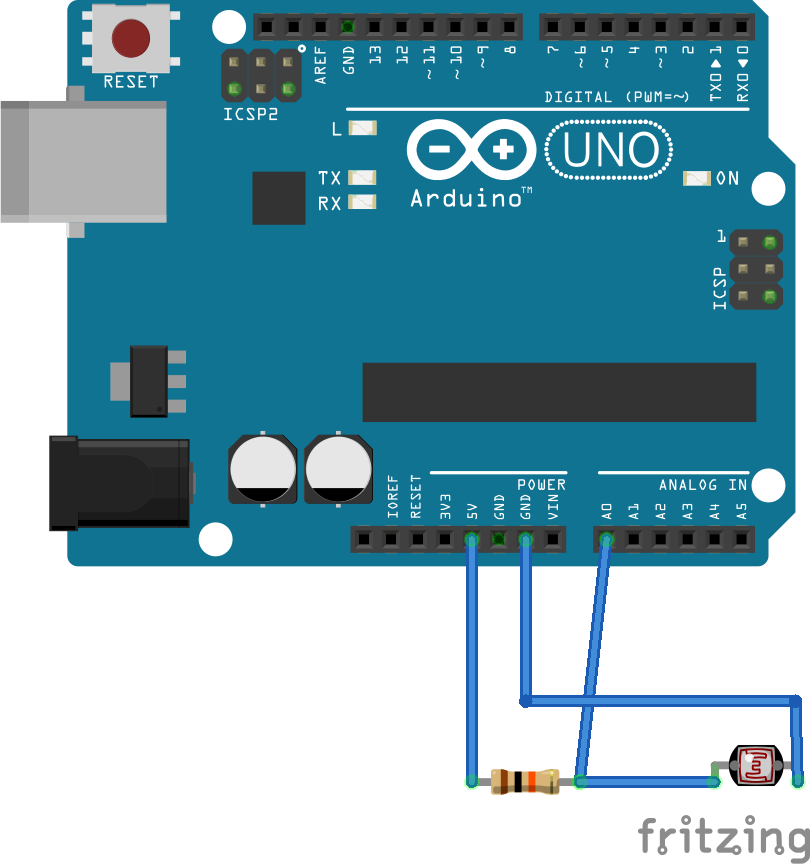 RESET
ICSP2
AREF
GND
13
12
~11
~10
~9
8
7
~6
~5
4
~3
2
TX0▶1
RX0◀0
DIGITAL (PWM=~)
L
TX
RX
Arduino™
UNO
ON
1
ICSP
IOREF
RESET
3V3
5V
GND
GND
VIN
POWER
A0
A1
A2
A3
A4
A5
ANALOG IN
fritzing